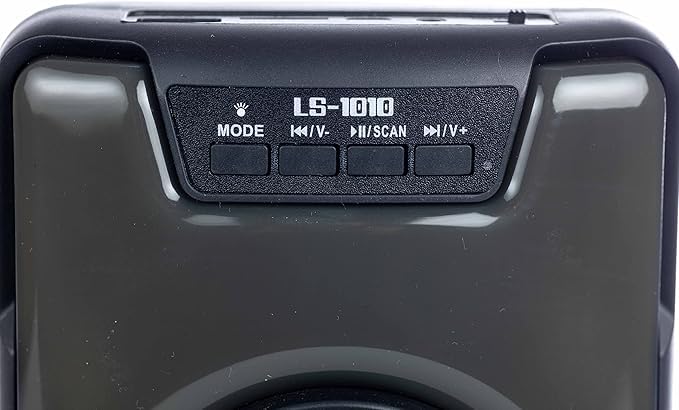 LS-1010
MODE ⏮/V- ⏯/SCAN ⏭/V+